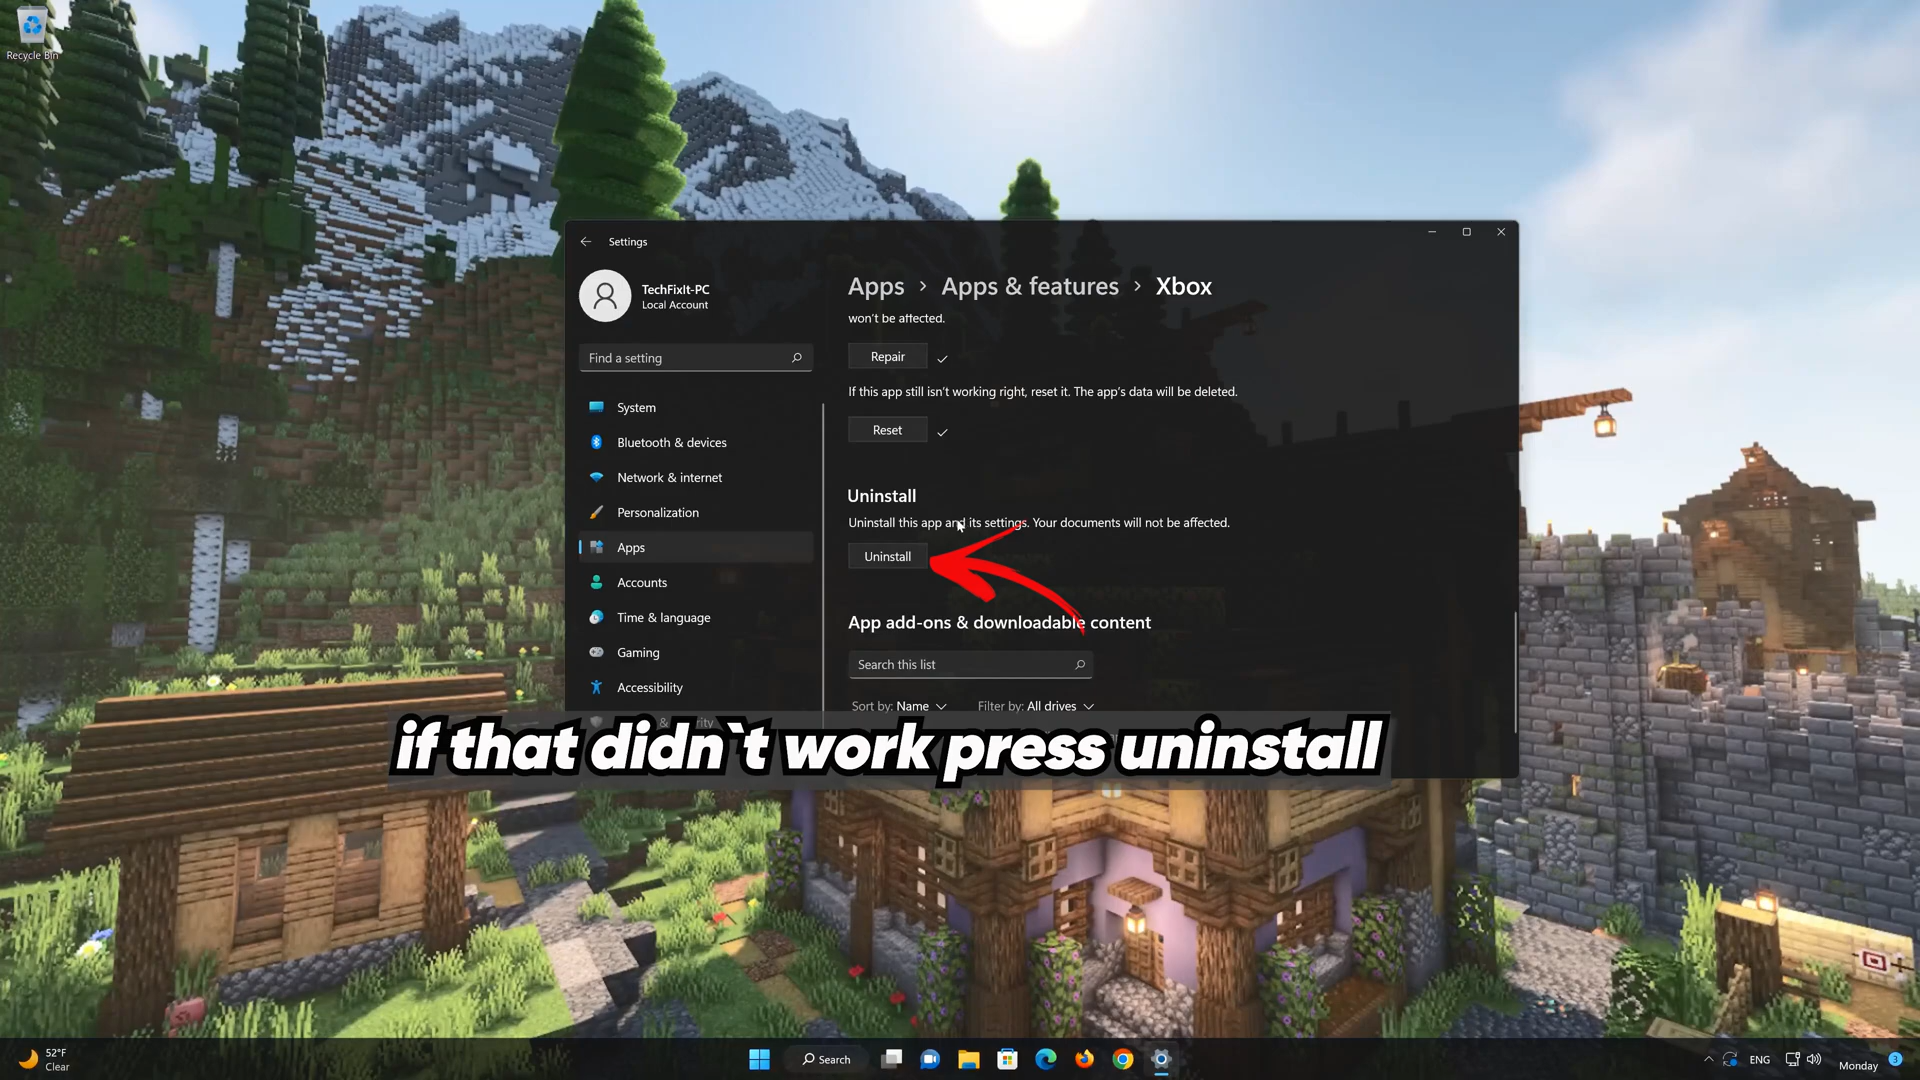 Recycle Bin
Settings
TechFixIt-PC
Local Account
Find a setting
System
Bluetooth & devices
Network & internet
Personalization
Apps
Accounts
Time & language
Gaming
Accessibility
Apps › Apps & features › Xbox
won't be affected.
Repair
If this app still isn't working right, reset it. The app's data will be deleted.
Reset
Uninstall
Uninstall this app and its settings. Your documents will not be affected.
Uninstall
App add-ons & downloadable content
Search this list
Sort by: Name Filter by: All drives
if that didn`t work press uninstall
52°F
Clear
Search
ENG
Monday
3